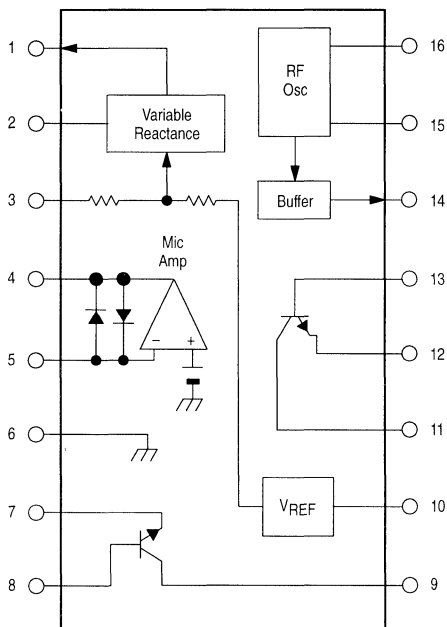 1
16
RF
Osc
2
Variable
Reactance
15
3
Buffer
14
Mic
Amp
4
13
5
− +
12
6
11
7
VREF
10
8
9